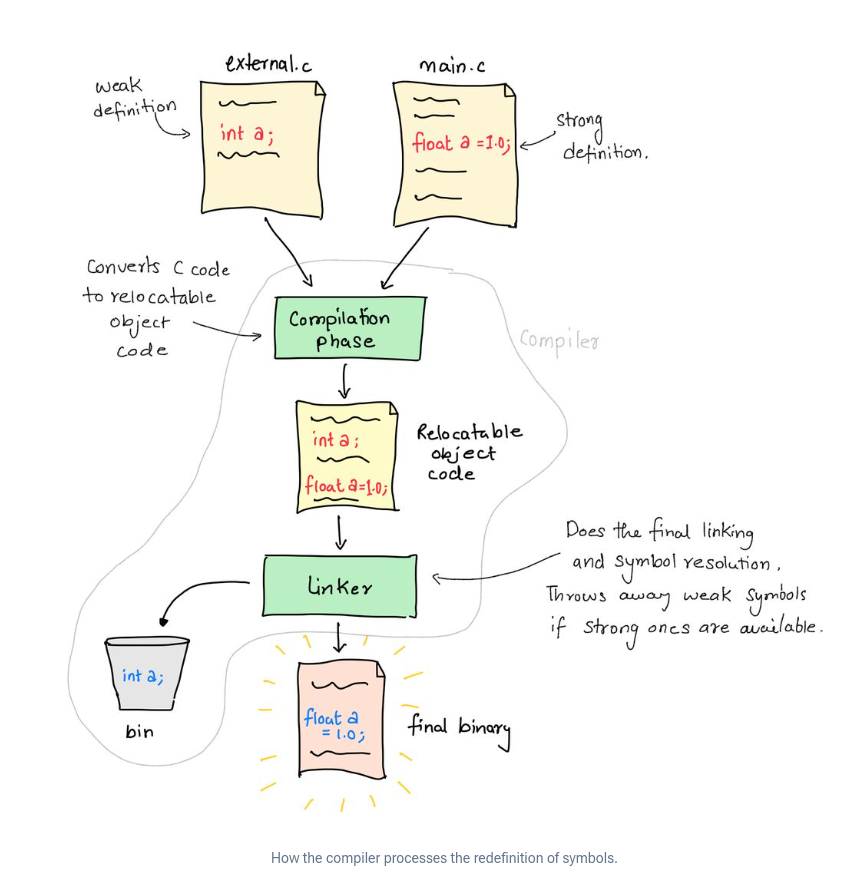 external.c
main.c
weak
definition
int a;
float a =1.0;
strong
definition.
Converts C code
to relocatable
object
code
Compilation
phase
Compiler
int a;
float a=1.0;
Relocatable
object
code
Linker
Does the final linking
and symbol resolution.
Throws away weak symbols
if strong ones are available.
int a;
bin
float a
= 1.0;
final binary
How the compiler processes the redefinition of symbols.